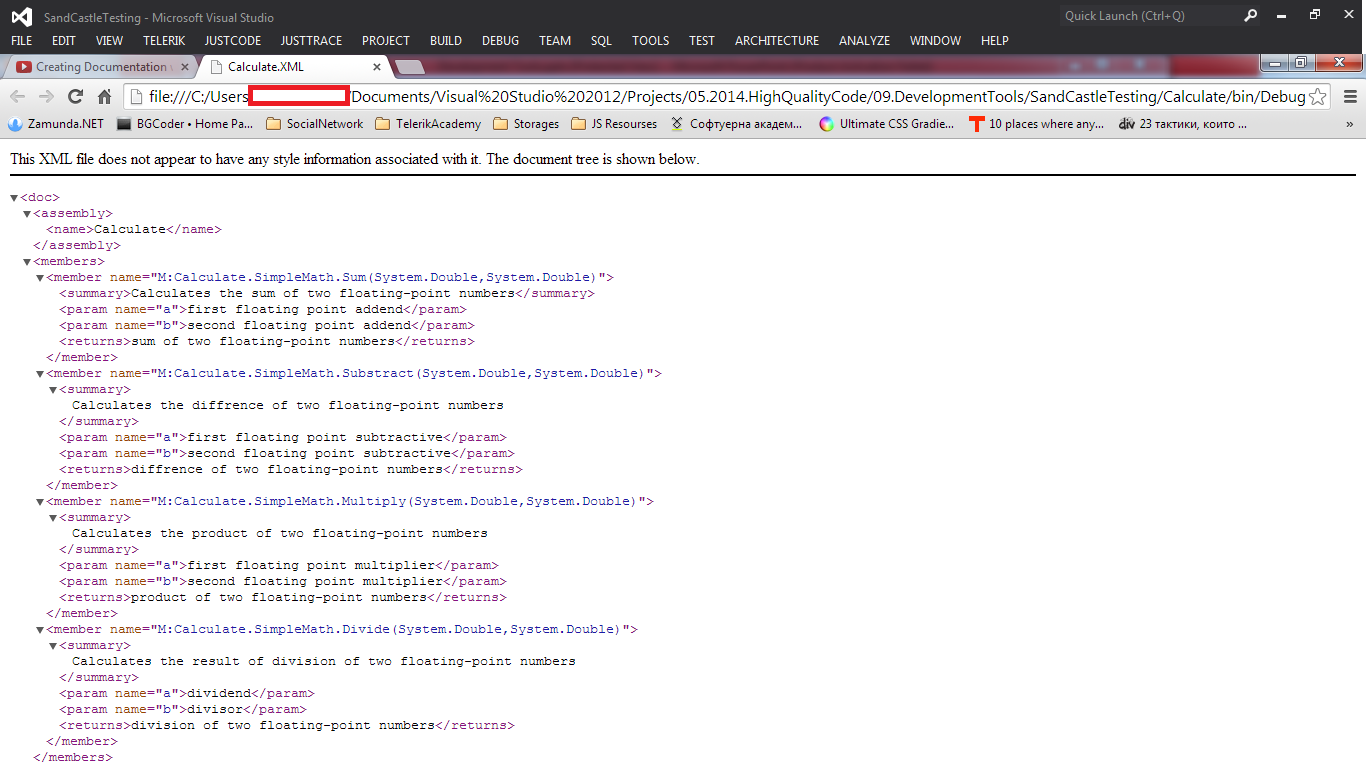 SandCastleTesting - Microsoft Visual Studio
Quick Launch (Ctrl+Q)
FILE EDIT VIEW TELERIK JUSTCODE JUSTTRACE PROJECT BUILD DEBUG TEAM SQL TOOLS TEST ARCHITECTURE ANALYZE WINDOW HELP
Creating Documentation Calculate.XML
file:///C:/Users /Documents/Visual%20Studio%202012/Projects/05.2014.HighQualityCode/09.DevelopmentTools/SandCastleTesting/Calculate/bin/Debug
Zamunda.NET BGCoder • Home Pa... SocialNetwork TelerikAcademy Storages JS Resourses Софтуерна академ... Ultimate CSS Gradie... 10 places where any... div 23 тактики, които ... »
This XML file does not appear to have any style information associated with it. The document tree is shown below.
▼<doc>
▼<assembly>
<name>Calculate</name>
</assembly>
▼<members>
▼<member name="M:Calculate.SimpleMath.Sum(System.Double,System.Double)">
<summary>Calculates the sum of two floating-point numbers</summary>
<param name="a">first floating point addend</param>
<param name="b">second floating point addend</param>
<returns>sum of two floating-point numbers</returns>
</member>
▼<member name="M:Calculate.SimpleMath.Substract(System.Double,System.Double)">
▼<summary>
Calculates the diffrence of two floating-point numbers
</summary>
<param name="a">first floating point subtractive</param>
<param name="b">second floating point subtractive</param>
<returns>diffrence of two floating-point numbers</returns>
</member>
▼<member name="M:Calculate.SimpleMath.Multiply(System.Double,System.Double)">
▼<summary>
Calculates the product of two floating-point numbers
</summary>
<param name="a">first floating point multiplier</param>
<param name="b">second floating point multiplier</param>
<returns>product of two floating-point numbers</returns>
</member>
▼<member name="M:Calculate.SimpleMath.Divide(System.Double,System.Double)">
▼<summary>
Calculates the result of division of two floating-point numbers
</summary>
<param name="a">dividend</param>
<param name="b">divisor</param>
<returns>division of two floating-point numbers</returns>
</member>
</members>